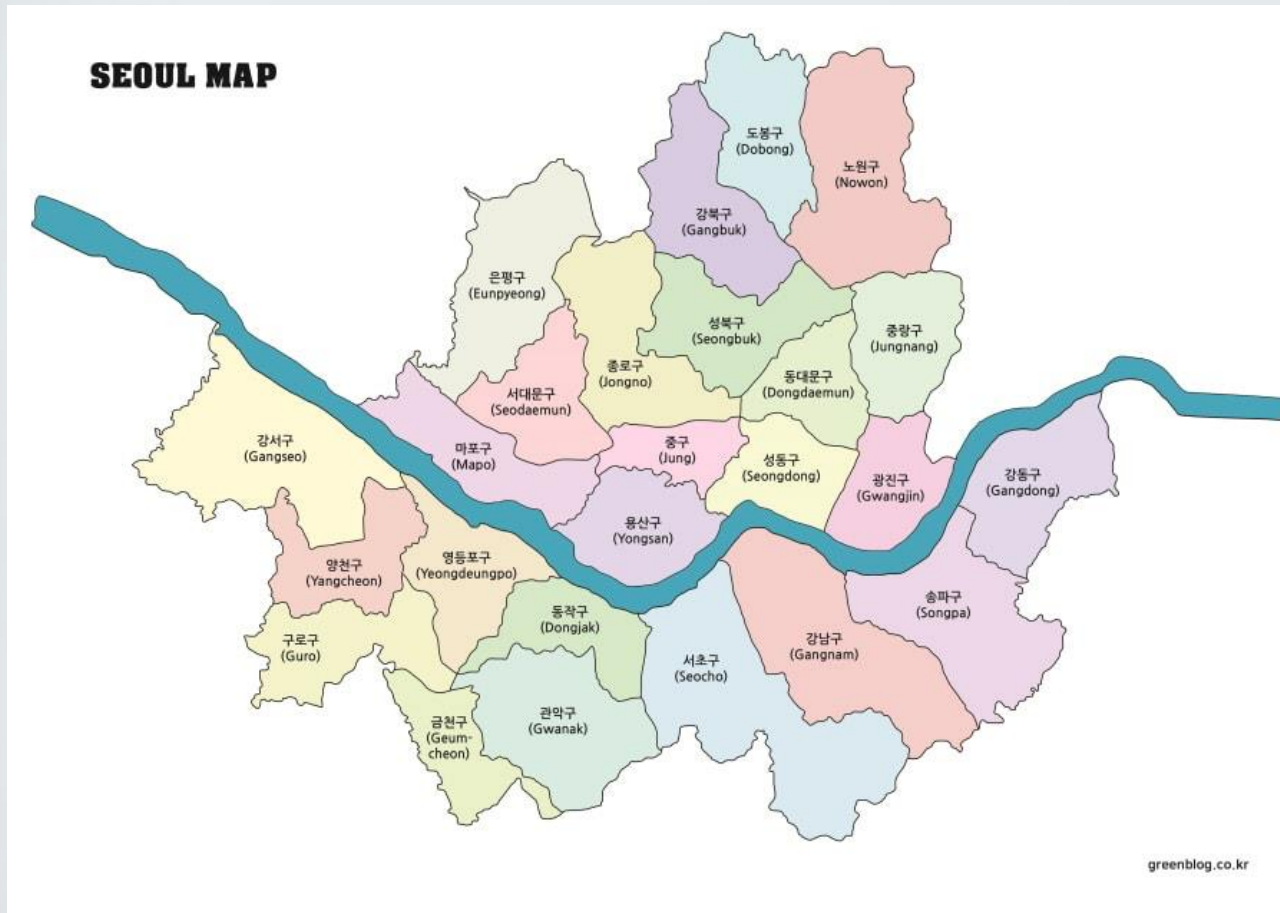 SEOUL MAP
도봉구
(Dobong)
노원구
(Nowon)
강북구
(Gangbuk)
은평구
(Eunpyeong)
성북구
(Seongbuk)
중랑구
(Jungnang)
종로구
(Jongno)
동대문구
(Dongdaemun)
서대문구
(Seodaemun)
강서구
(Gangseo)
마포구
(Mapo)
중구
(Jung)
성동구
(Seongdong)
광진구
(Gwangjin)
강동구
(Gangdong)
용산구
(Yongsan)
양천구
(Yangcheon)
영등포구
(Yeongdeungpo)
송파구
(Songpa)
동작구
(Dongjak)
구로구
(Guro)
서초구
(Seocho)
강남구
(Gangnam)
금천구
(Geum-
cheon)
관악구
(Gwanak)
greenblog.co.kr